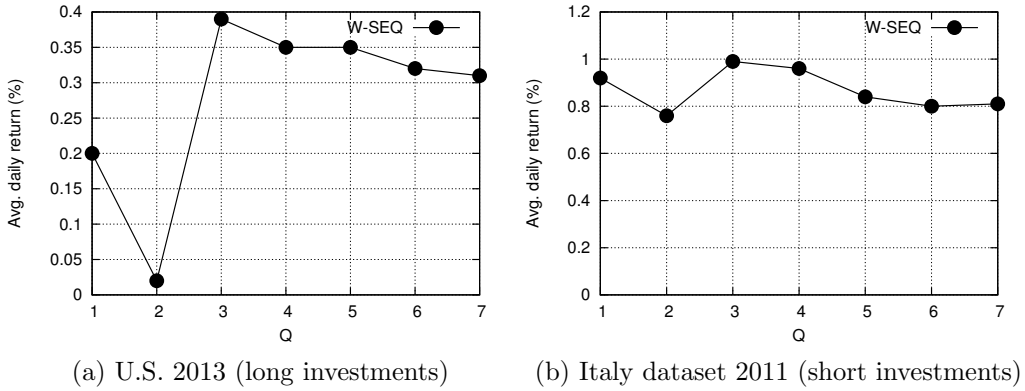 0.4
0.35
0.3
0.25
0.2
0.15
0.1
0.05
0
Avg. daily return (%)
W-SEQ
1 2 3 4 5 6 7
Q
(a) U.S. 2013 (long investments)
1.2
1
0.8
0.6
0.4
0.2
0
Avg. daily return (%)
W-SEQ
1 2 3 4 5 6 7
Q
(b) Italy dataset 2011 (short investments)